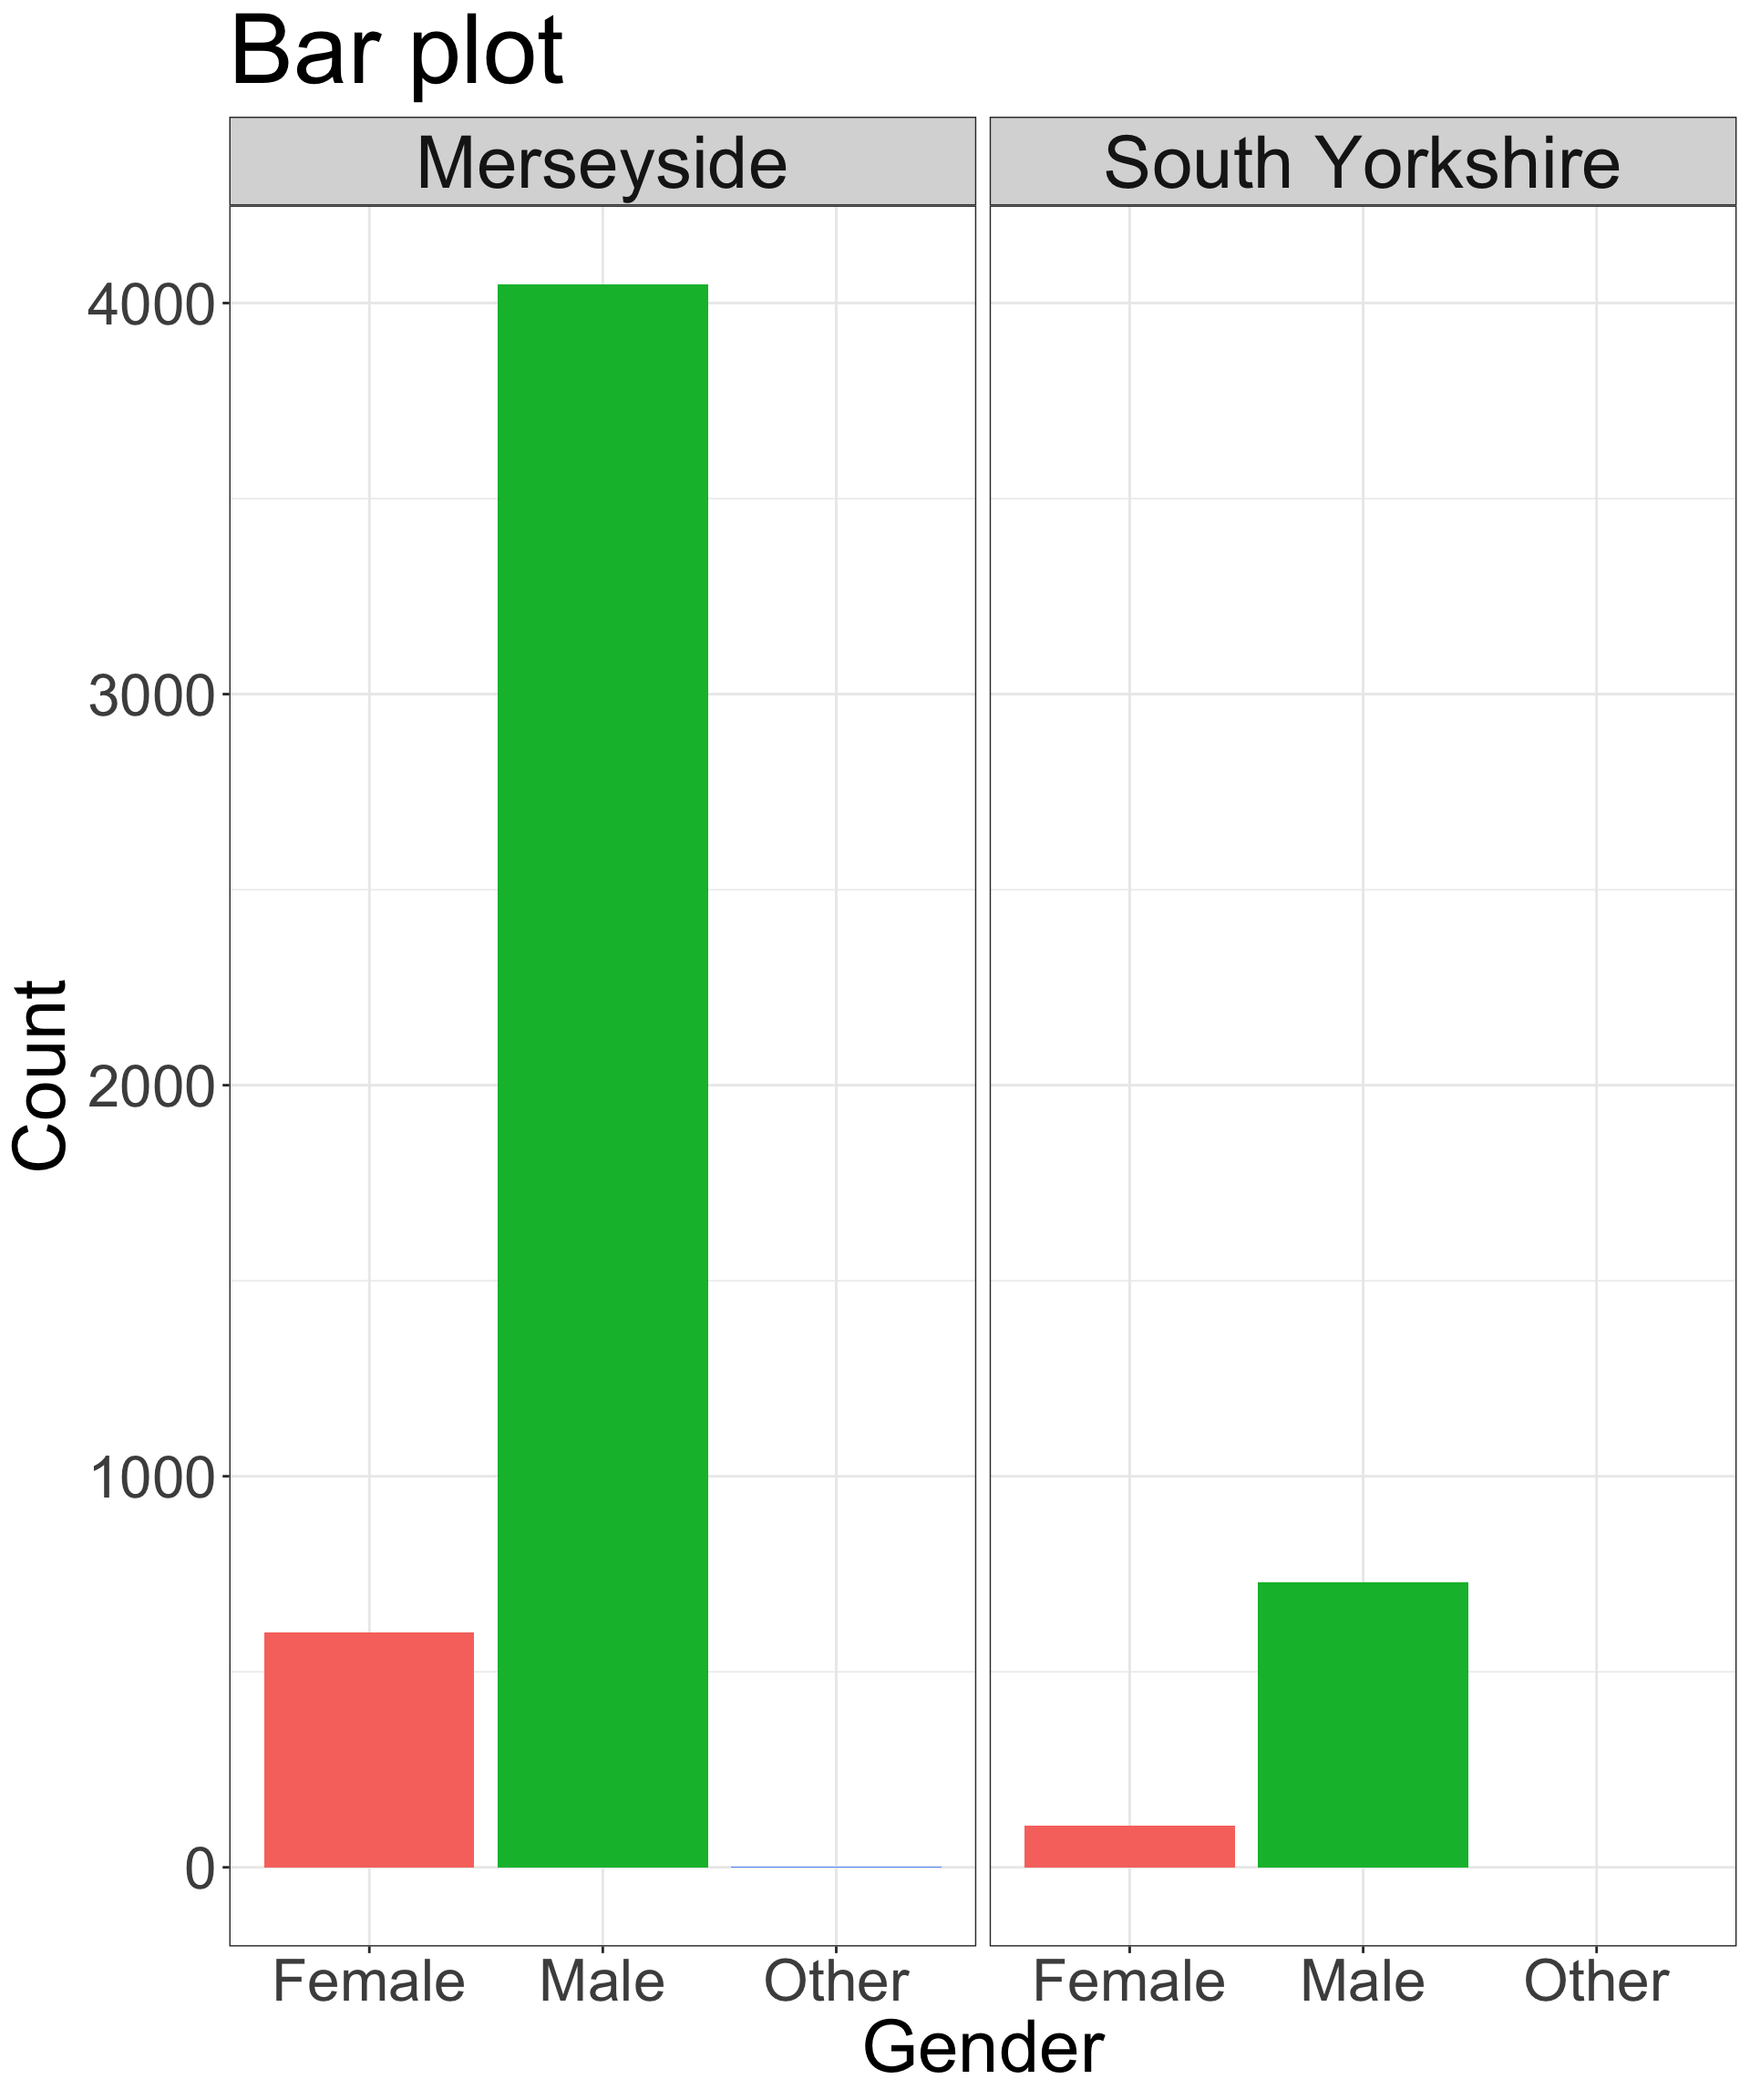 Bar plot
Merseyside South Yorkshire
4000
3000
2000
1000
0
Count
Female Male Other Female Male Other
Gender